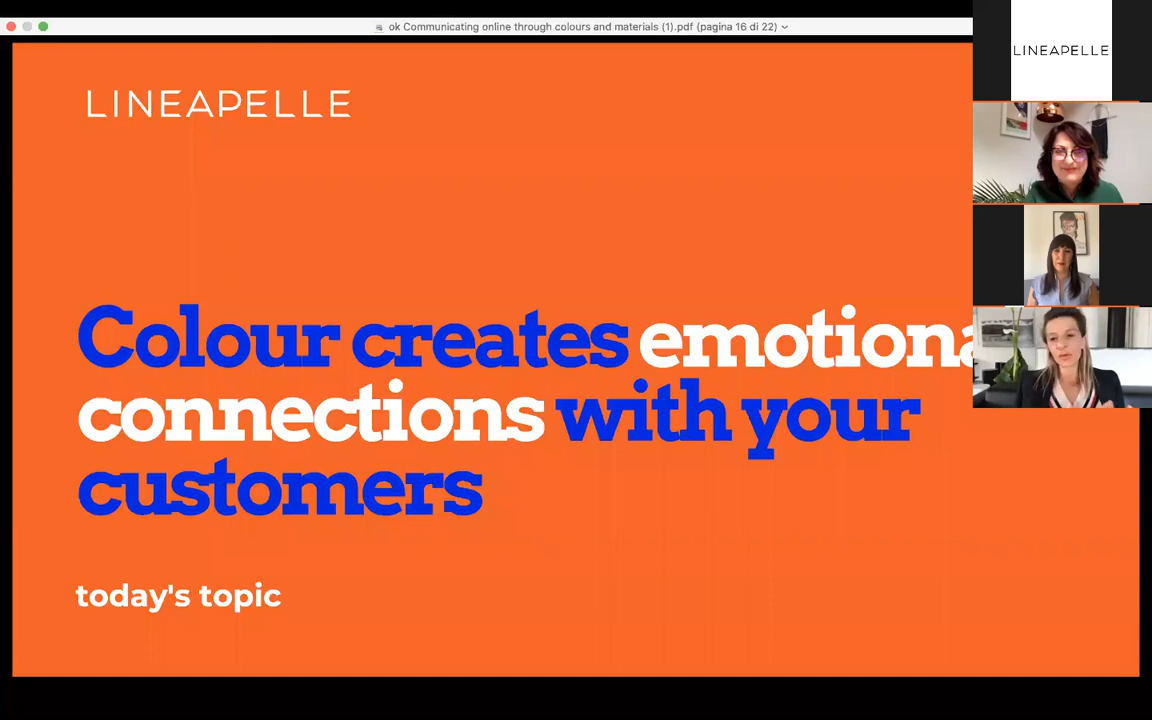 ok Communicating online through colours and materials (1).pdf (pagina 16 di 22)
LINEAPELLE
LINEAPELLE
Colour creates emotiona
connections with your
customers
today's topic